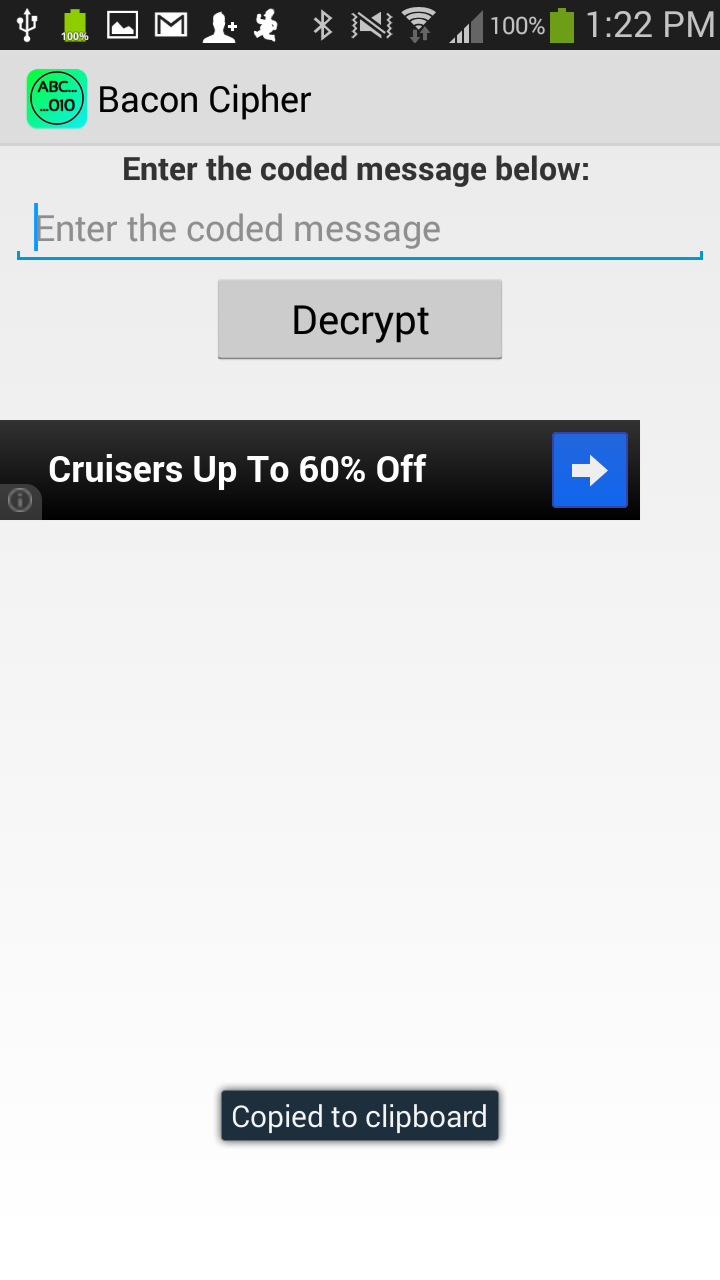 100%
100%
1:22 PM
ABC...
...010
Bacon Cipher
Enter the coded message below:
Enter the coded message
Decrypt
Cruisers Up To 60% Off
Copied to clipboard